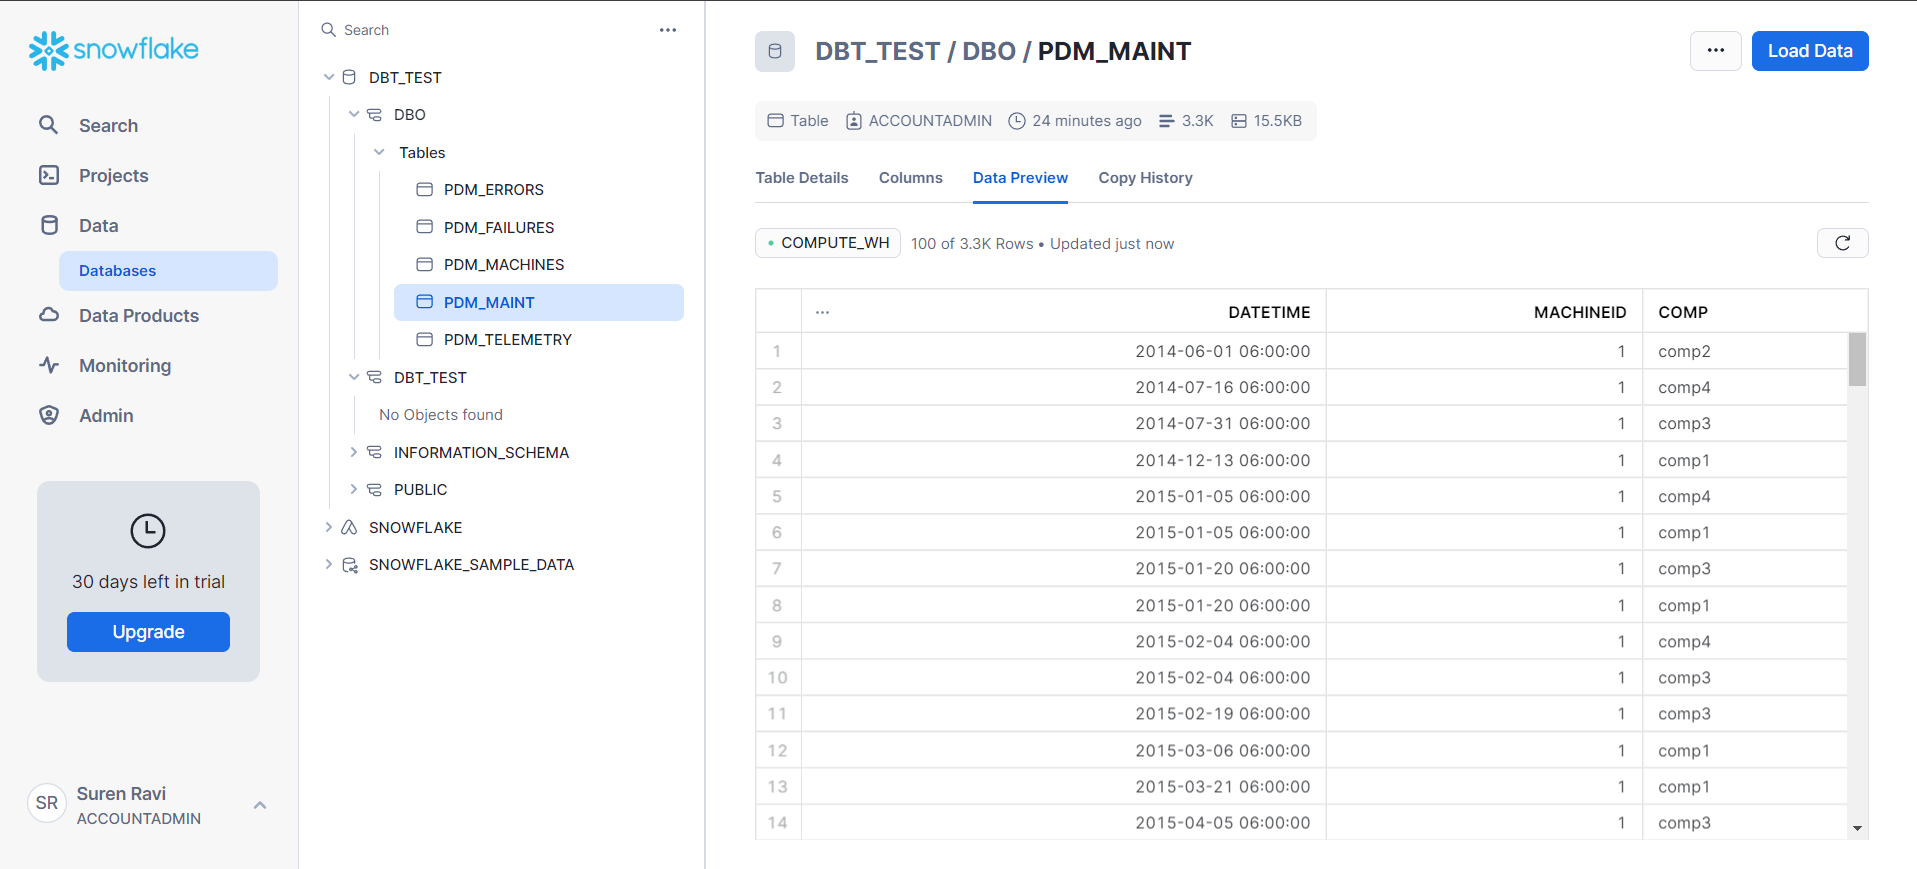 snowflake
Search
Projects
Data
Databases
Data Products
Monitoring
Admin
30 days left in trial
Upgrade
SR
Suren Ravi
ACCOUNTADMIN
Search
DBT_TEST
DBO
Tables
PDM_ERRORS
PDM_FAILURES
PDM_MACHINES
PDM_MAINT
PDM_TELEMETRY
DBT_TEST
No Objects found
INFORMATION_SCHEMA
PUBLIC
SNOWFLAKE
SNOWFLAKE_SAMPLE_DATA
DBT_TEST / DBO / PDM_MAINT
Load Data
Table ACCOUNTADMIN 24 minutes ago 3.3K 15.5KB
Table Details Columns Data Preview Copy History
COMPUTE_WH 100 of 3.3K Rows • Updated just now
... DATETIME MACHINEID COMP
1 2014-06-01 06:00:00 1 comp2
2 2014-07-16 06:00:00 1 comp4
3 2014-07-31 06:00:00 1 comp3
4 2014-12-13 06:00:00 1 comp1
5 2015-01-05 06:00:00 1 comp4
6 2015-01-05 06:00:00 1 comp1
7 2015-01-20 06:00:00 1 comp3
8 2015-01-20 06:00:00 1 comp1
9 2015-02-04 06:00:00 1 comp4
10 2015-02-04 06:00:00 1 comp3
11 2015-02-19 06:00:00 1 comp3
12 2015-03-06 06:00:00 1 comp1
13 2015-03-21 06:00:00 1 comp1
14 2015-04-05 06:00:00 1 comp3